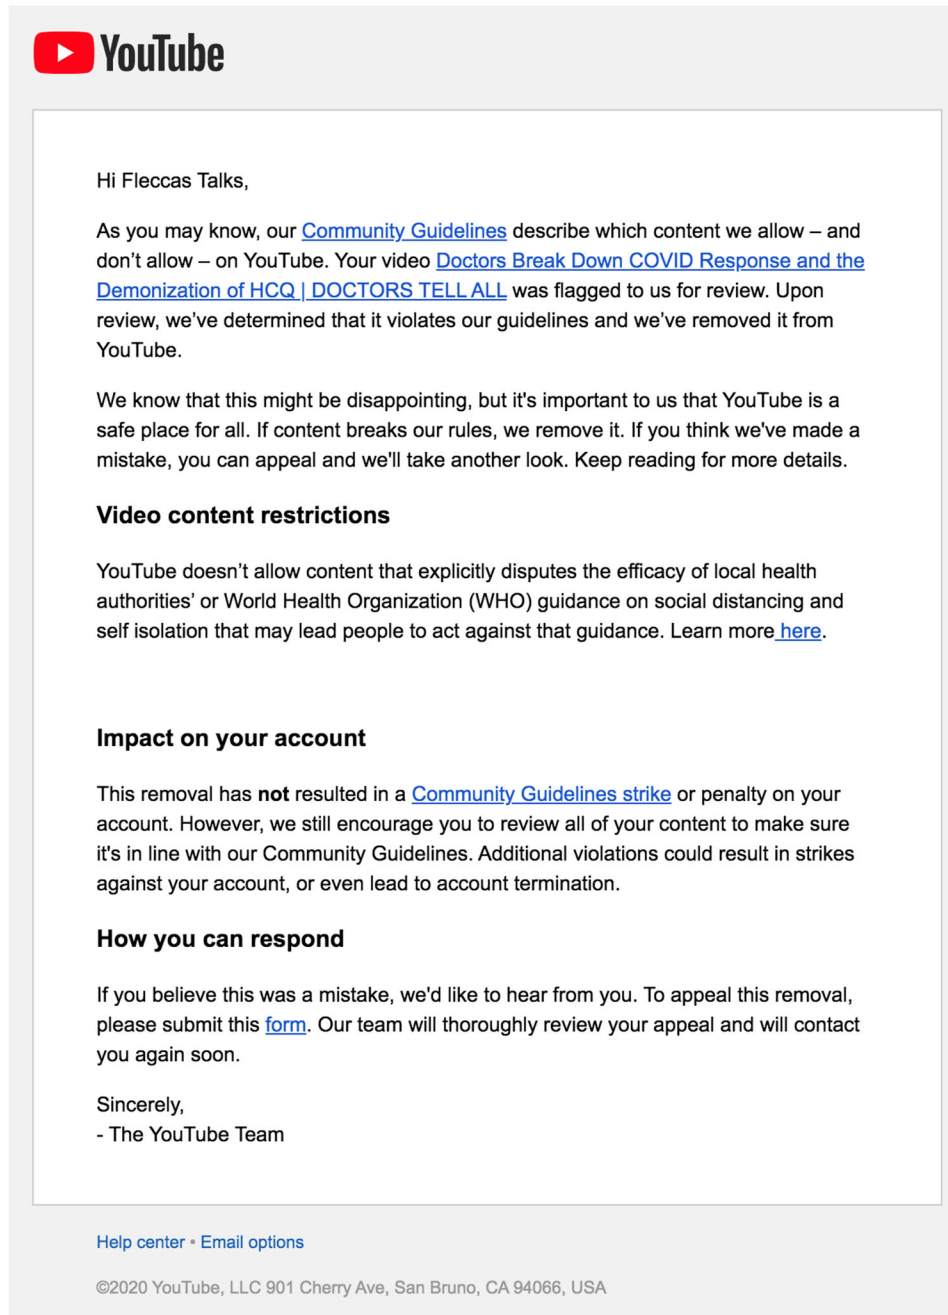 YouTube
Hi Fleccas Talks,
As you may know, our Community Guidelines describe which content we allow – and
don’t allow – on YouTube. Your video Doctors Break Down COVID Response and the
Demonization of HCQ | DOCTORS TELL ALL was flagged to us for review. Upon
review, we’ve determined that it violates our guidelines and we’ve removed it from
YouTube.
We know that this might be disappointing, but it's important to us that YouTube is a
safe place for all. If content breaks our rules, we remove it. If you think we've made a
mistake, you can appeal and we'll take another look. Keep reading for more details.
Video content restrictions
YouTube doesn’t allow content that explicitly disputes the efficacy of local health
authorities’ or World Health Organization (WHO) guidance on social distancing and
self isolation that may lead people to act against that guidance. Learn more here.
Impact on your account
This removal has not resulted in a Community Guidelines strike or penalty on your
account. However, we still encourage you to review all of your content to make sure
it's in line with our Community Guidelines. Additional violations could result in strikes
against your account, or even lead to account termination.
How you can respond
If you believe this was a mistake, we'd like to hear from you. To appeal this removal,
please submit this form. Our team will thoroughly review your appeal and will contact
you again soon.
Sincerely,
- The YouTube Team
Help center • Email options
©2020 YouTube, LLC 901 Cherry Ave, San Bruno, CA 94066, USA